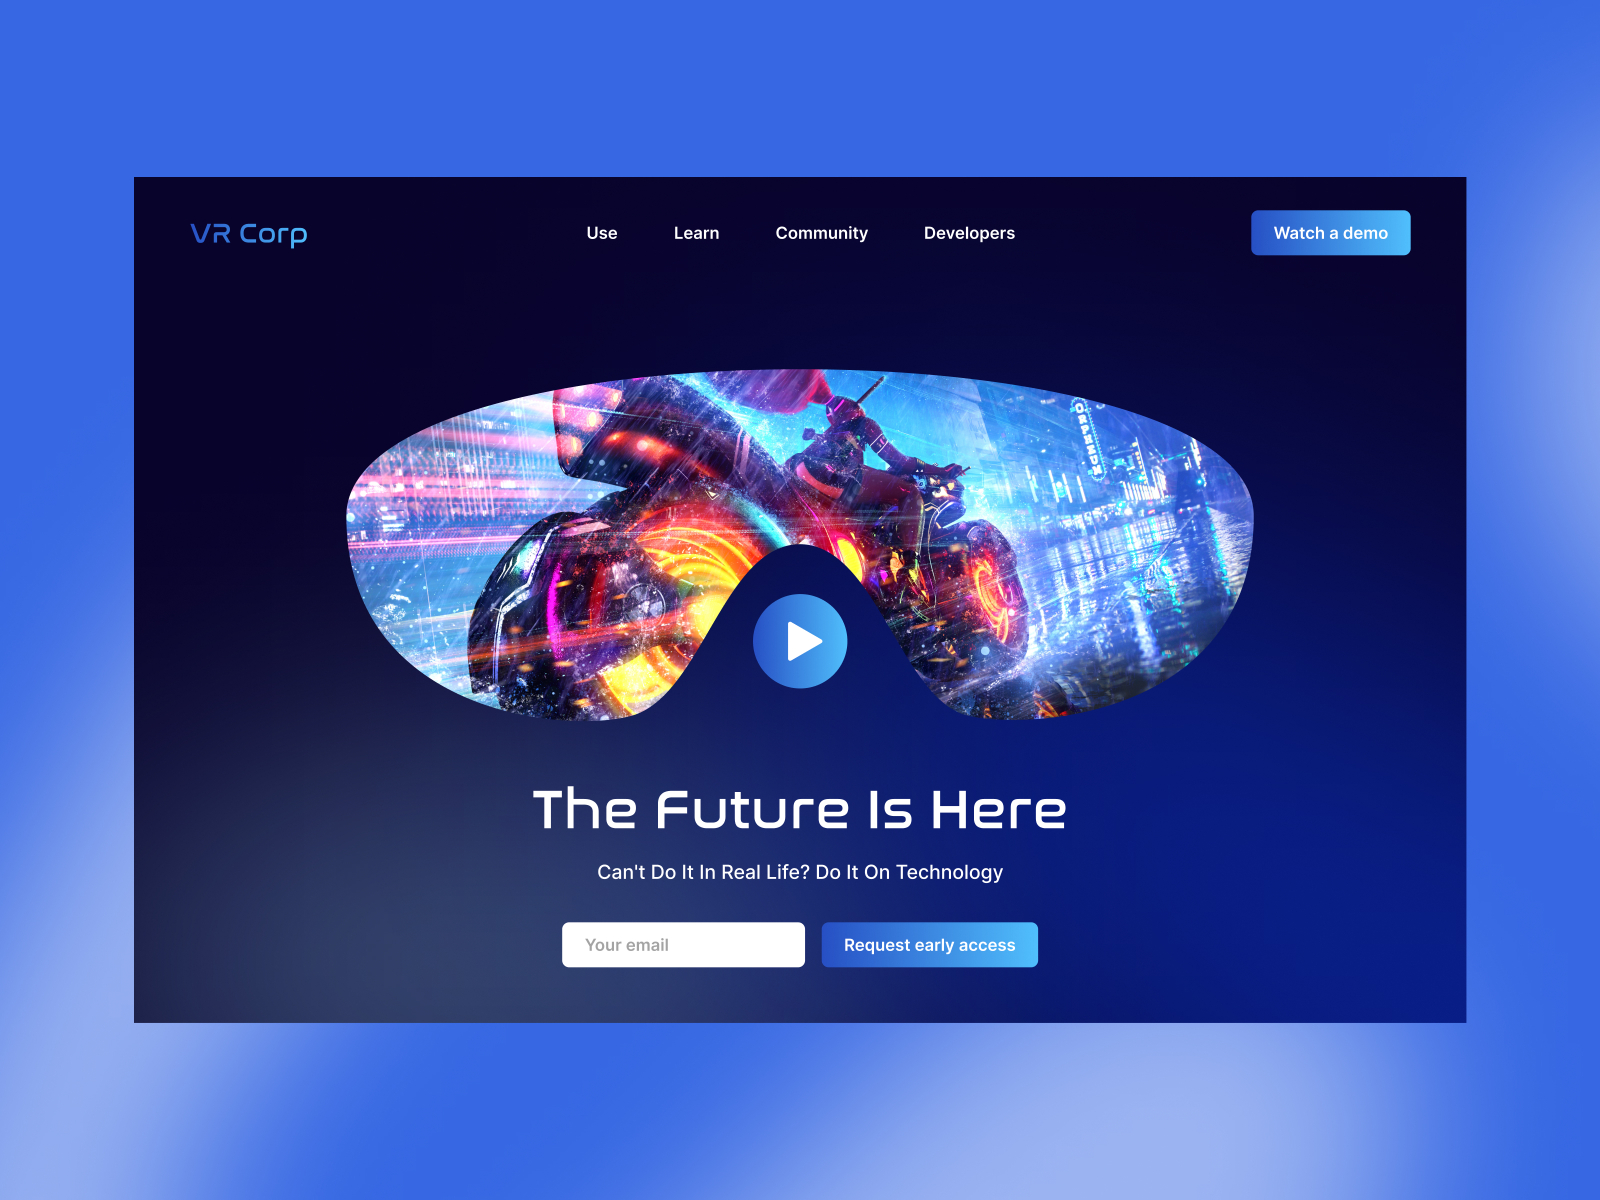 VR Corp
Use
Learn
Community
Developers
Watch a demo
The Future Is Here
Can't Do It In Real Life? Do It On Technology
Your email
Request early access